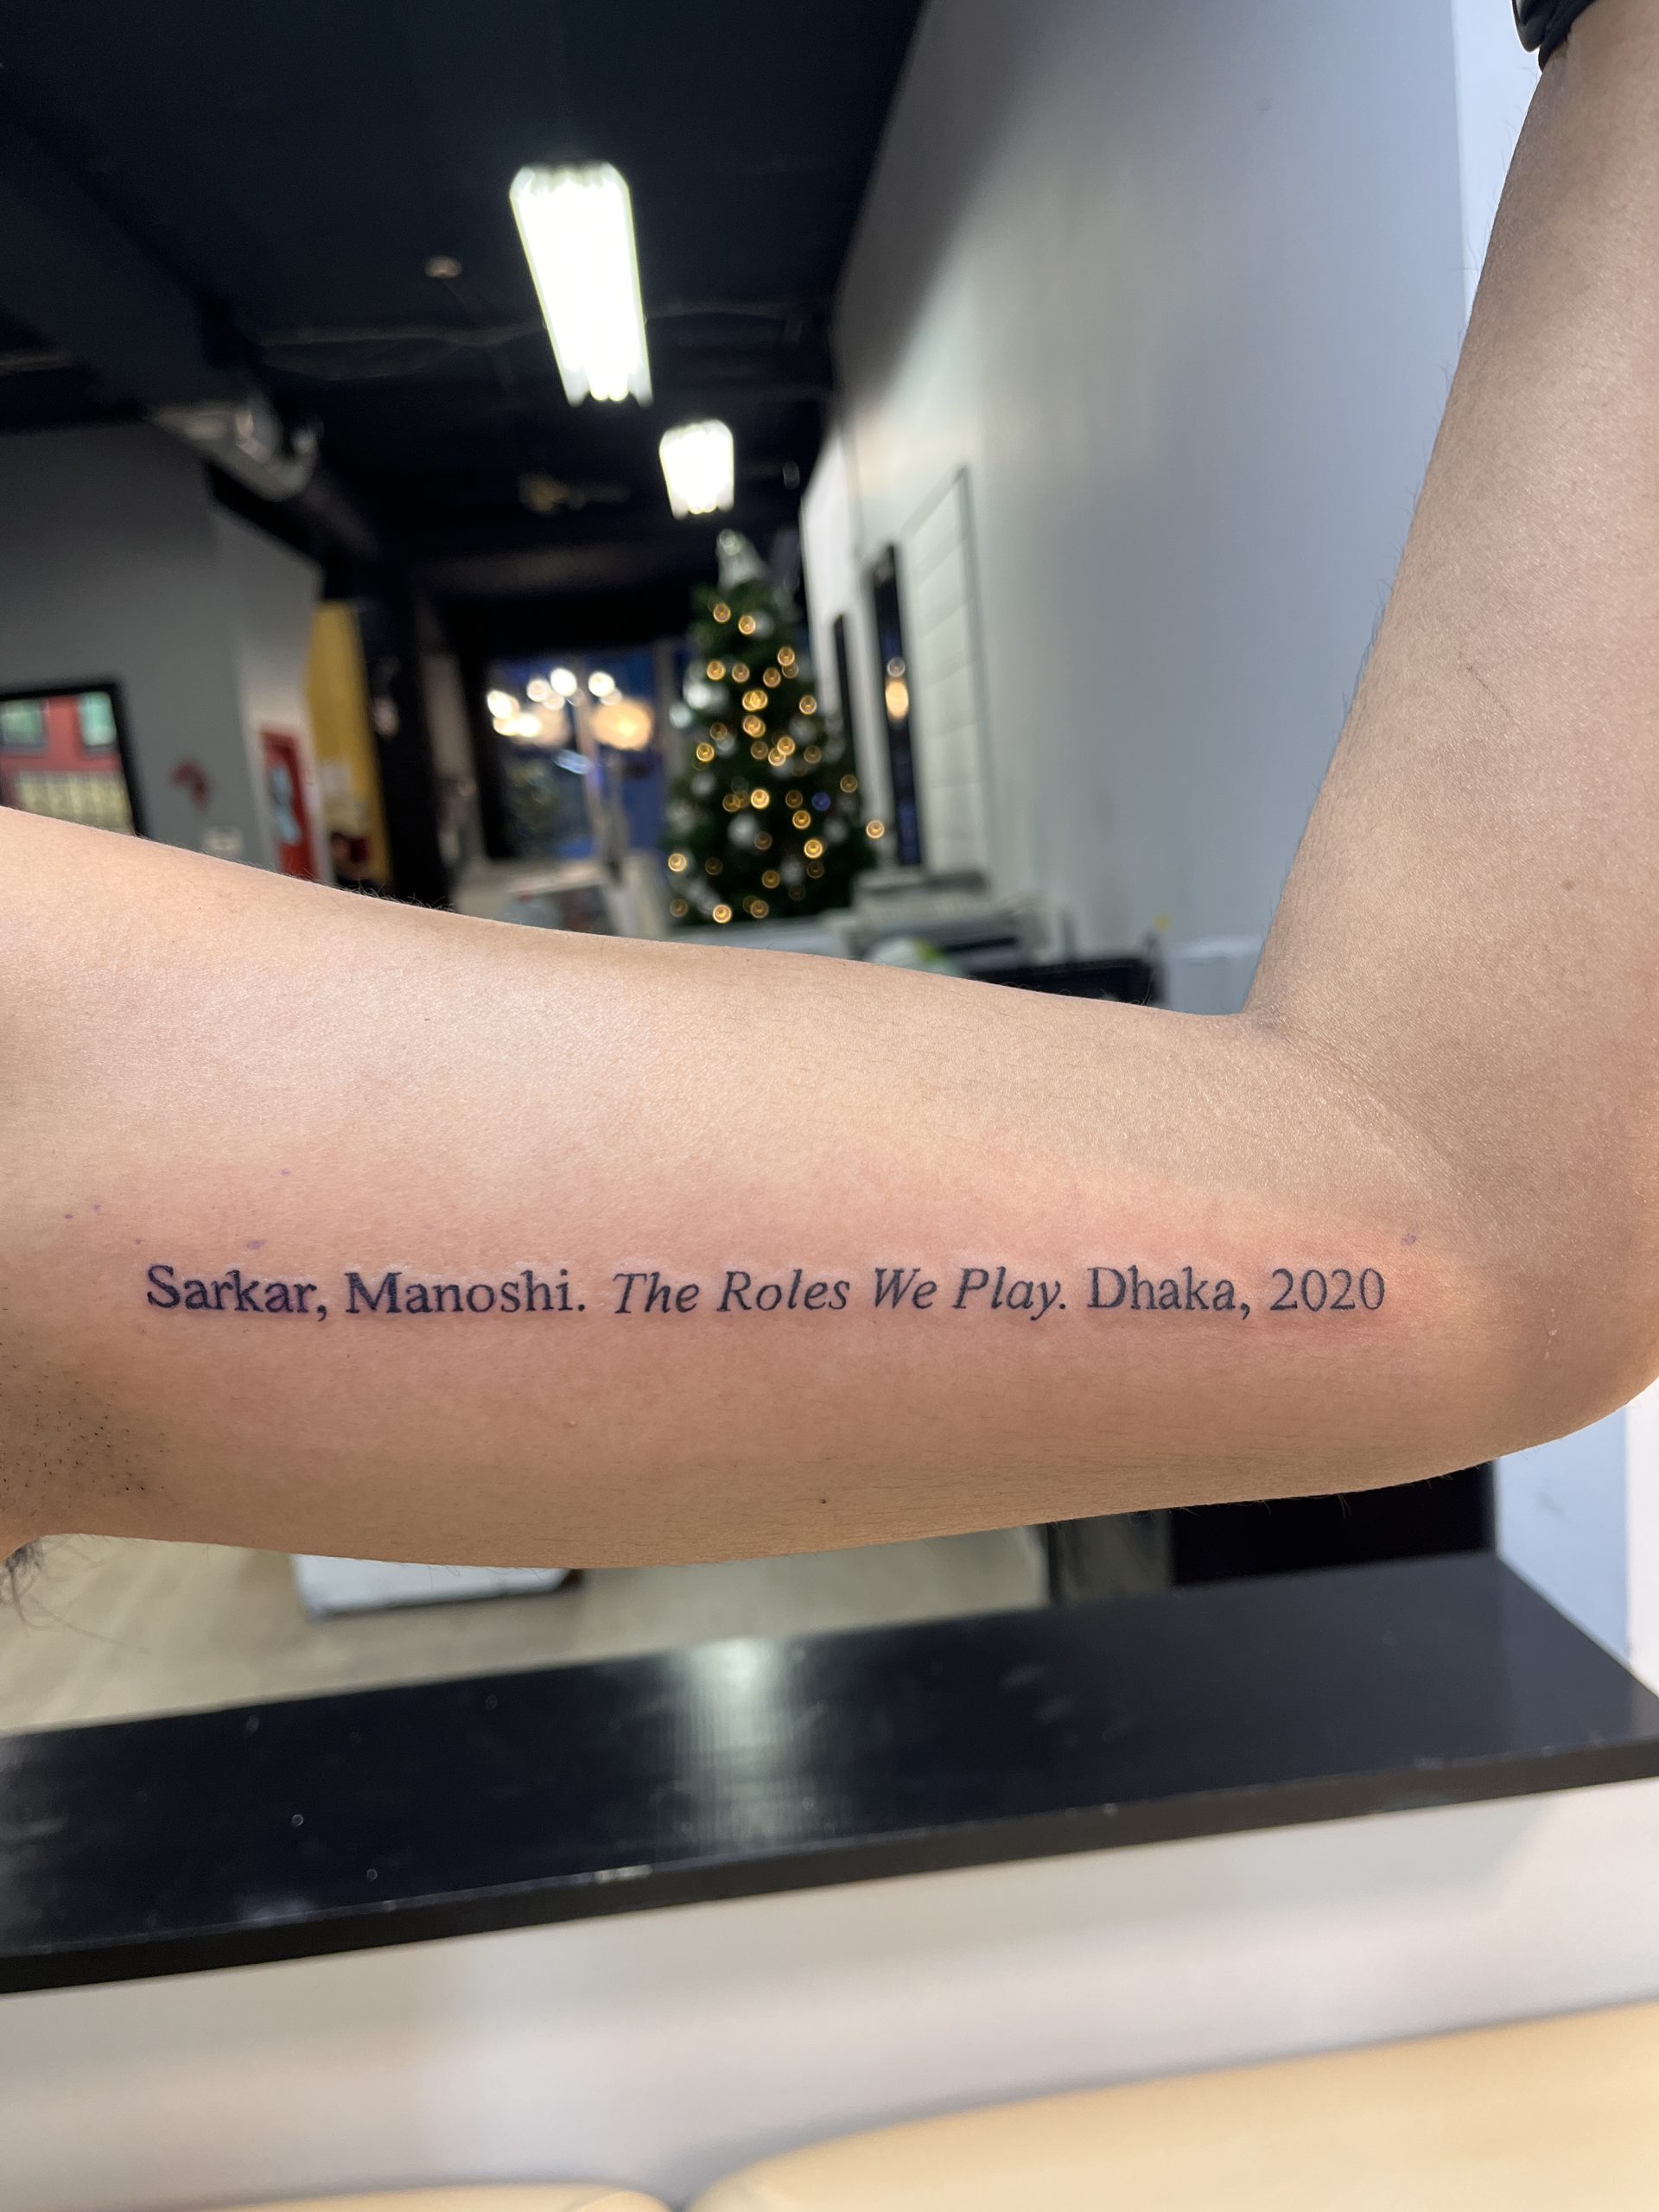 Sarkar, Manoshi. The Roles We Play. Dhaka, 2020